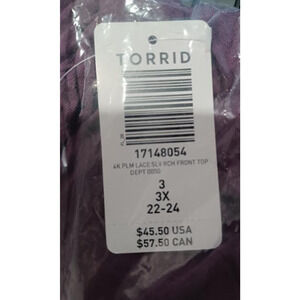 TORRID
17148054
PLM LACE SLV RCH FRONT TOP
DEPT 0050
3
3X
22-24
$45.50 USA
$57.50 CAN